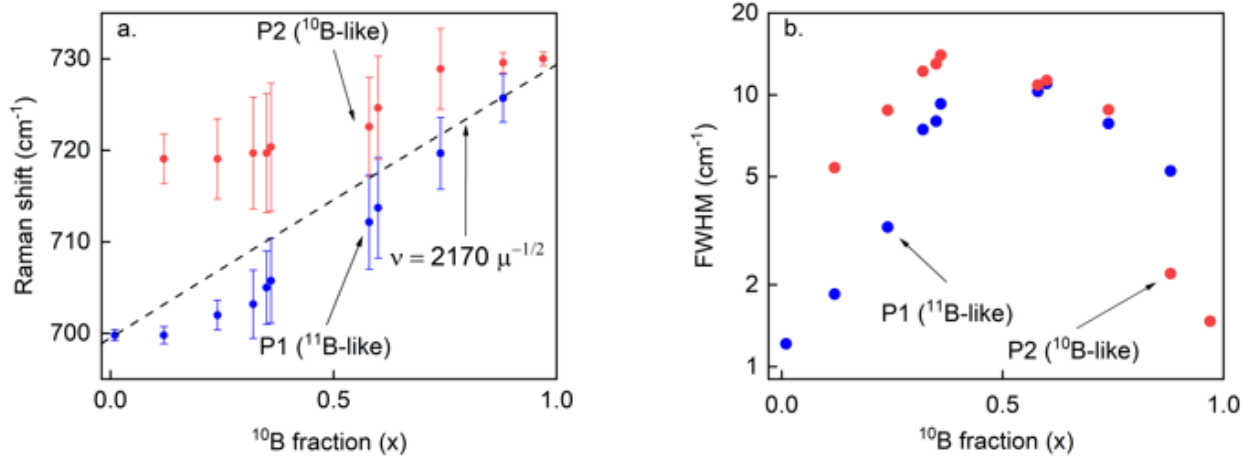 a.
P2 (¹⁰B-like)
730
720
710
700
Raman shift (cm⁻¹)
ν = 2170 μ⁻¹ᐟ²
P1 (¹¹B-like)
0.0 0.5 1.0
¹⁰B fraction (x)
b.
20
10
5
2
1
FWHM (cm⁻¹)
P1 (¹¹B-like)
P2 (¹⁰B-like)
0.0 0.5 1.0
¹⁰B fraction (x)